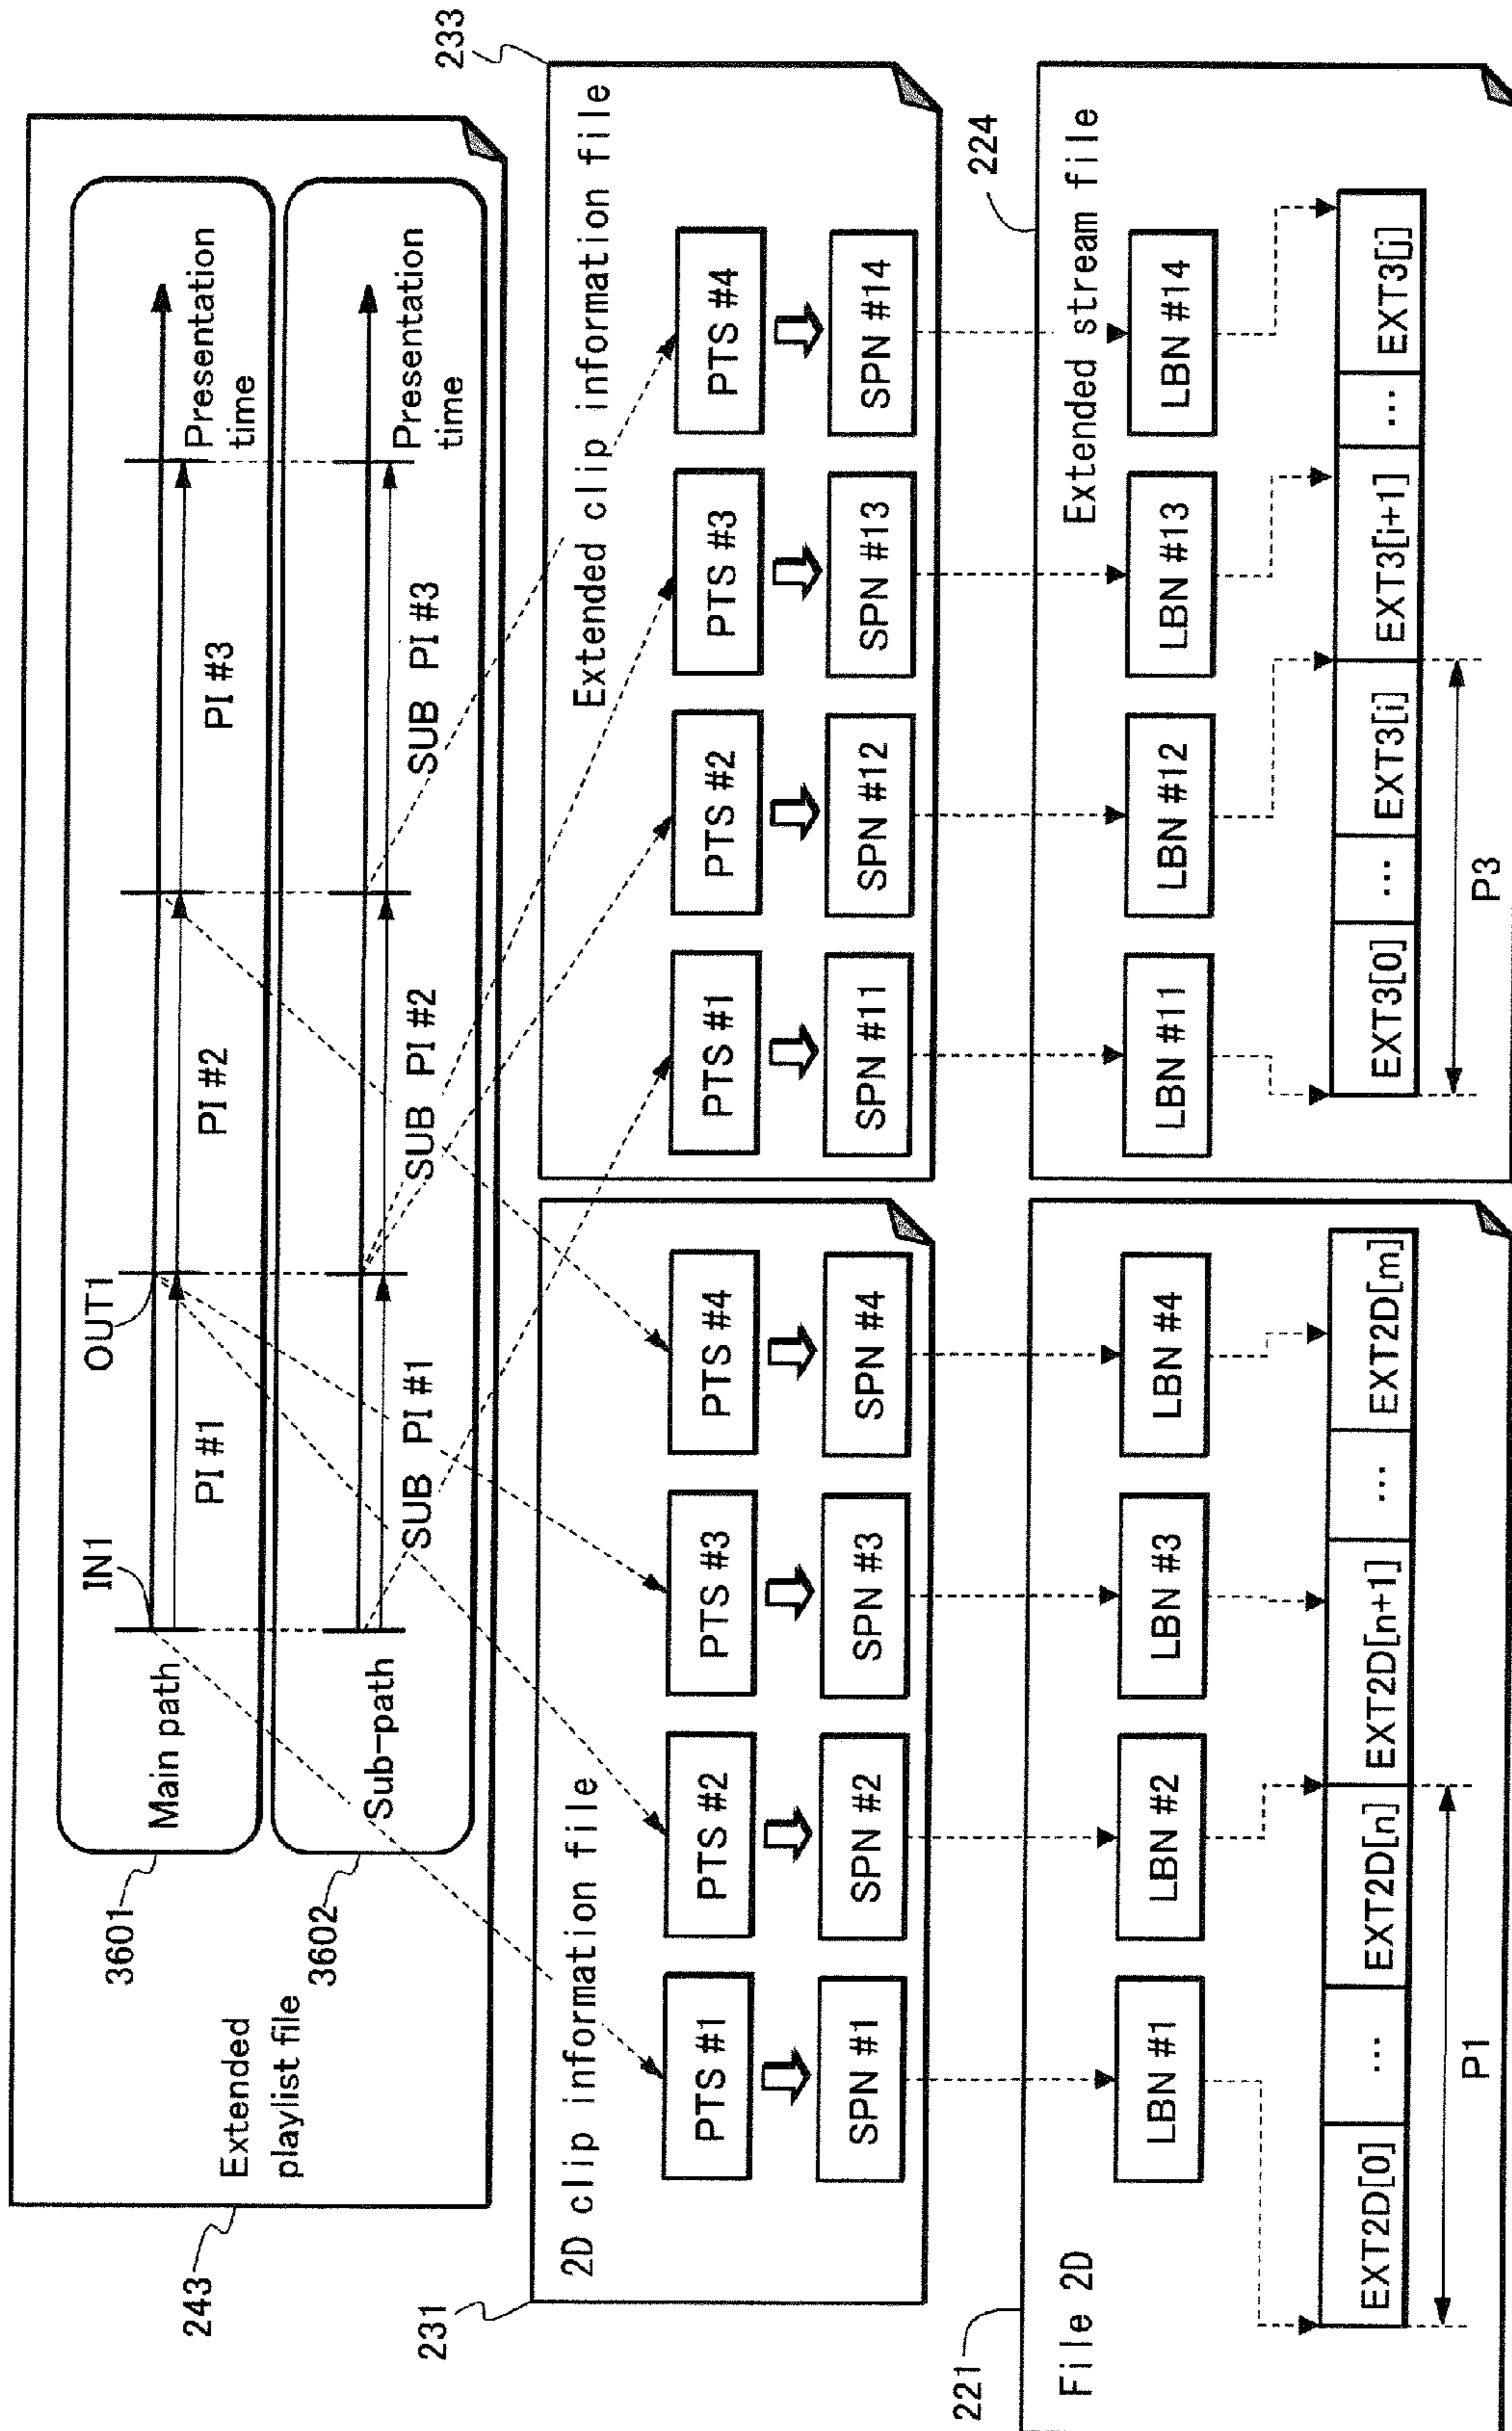 243
Extended
playlist file
3601
Main path
IN1
OUT1
PI #1
PI #2
PI #3
Presentation
time
3602
Sub-path
SUB PI #1
SUB PI #2
SUB PI #3
Presentation
time
231
2D clip information file
PTS #1
PTS #2
PTS #3
PTS #4
SPN #1
SPN #2
SPN #3
SPN #4
233
Extended clip information file
PTS #1
PTS #2
PTS #3
PTS #4
SPN #11
SPN #12
SPN #13
SPN #14
221
File 2D
LBN #1
LBN #2
LBN #3
LBN #4
EXT2D[0]
...
EXT2D[n]
EXT2D[n+1]
...
EXT2D[m]
P1
224
Extended stream file
LBN #11
LBN #12
LBN #13
LBN #14
EXT3[0]
...
EXT3[i]
EXT3[i+1]
...
EXT3[j]
P3